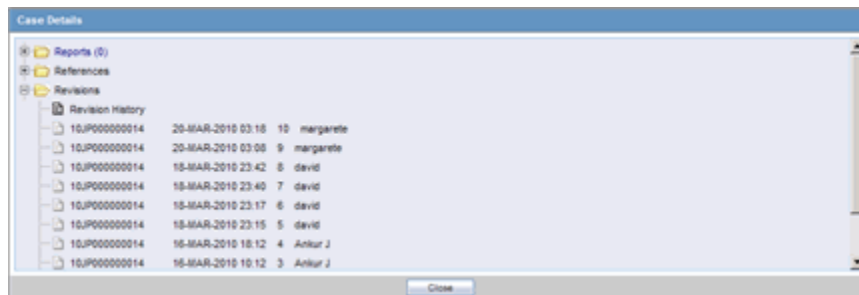 Case Details
Reports (0)
References
Revisions
Revision History
10JP000000014 20-MAR-2010 03:18 10 margarete
10JP000000014 20-MAR-2010 03:08 9 margarete
10JP000000014 18-MAR-2010 23:42 8 david
10JP000000014 18-MAR-2010 23:40 7 david
10JP000000014 18-MAR-2010 23:17 6 david
10JP000000014 18-MAR-2010 23:15 5 david
10JP000000014 16-MAR-2010 18:12 4 Ankur J
10JP000000014 16-MAR-2010 10:12 3 Ankur J
Close